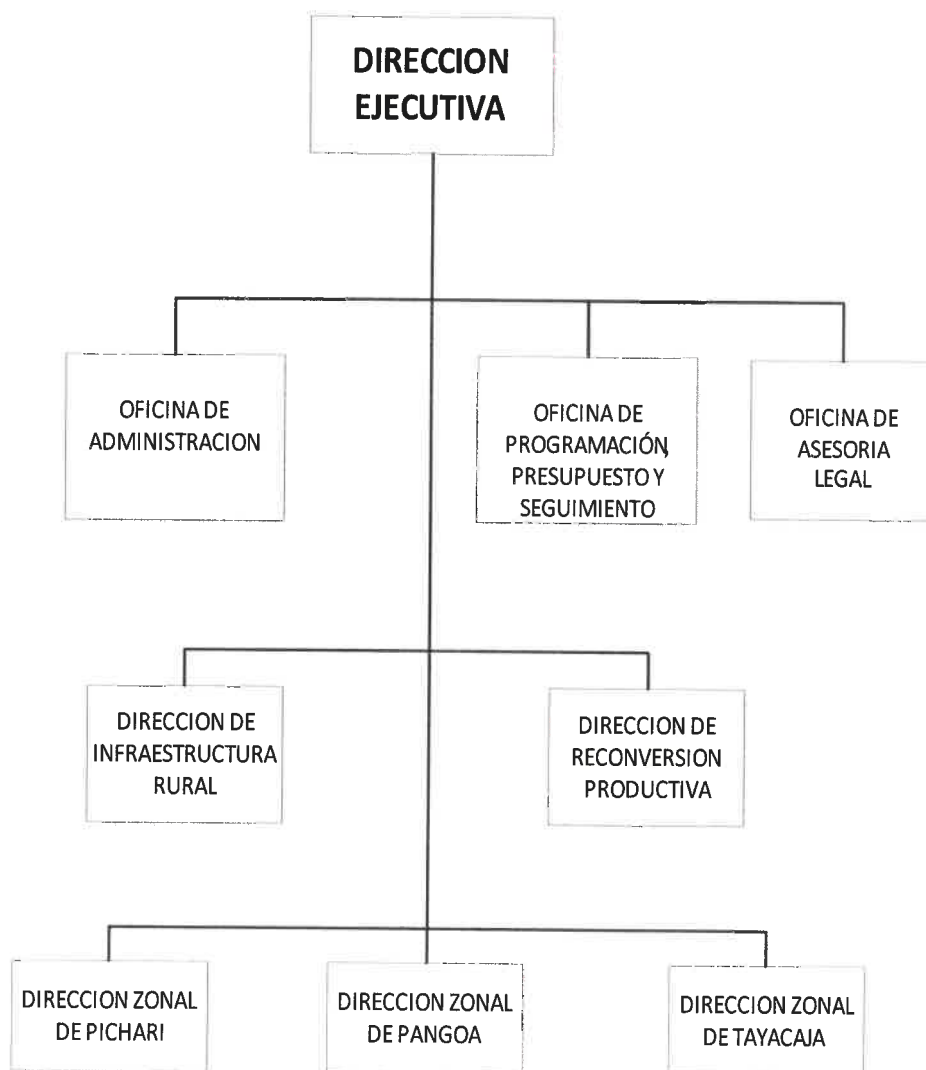 DIRECCION
EJECUTIVA
OFICINA DE
ADMINISTRACION
OFICINA DE
PROGRAMACIÓN,
PRESUPUESTO Y
SEGUIMIENTO
OFICINA DE
ASESORIA
LEGAL
DIRECCION DE
INFRAESTRUCTURA
RURAL
DIRECCION DE
RECONVERSION
PRODUCTIVA
DIRECCION ZONAL
DE PICHARI
DIRECCION ZONAL
DE PANGOA
DIRECCION ZONAL
DE TAYACAJA